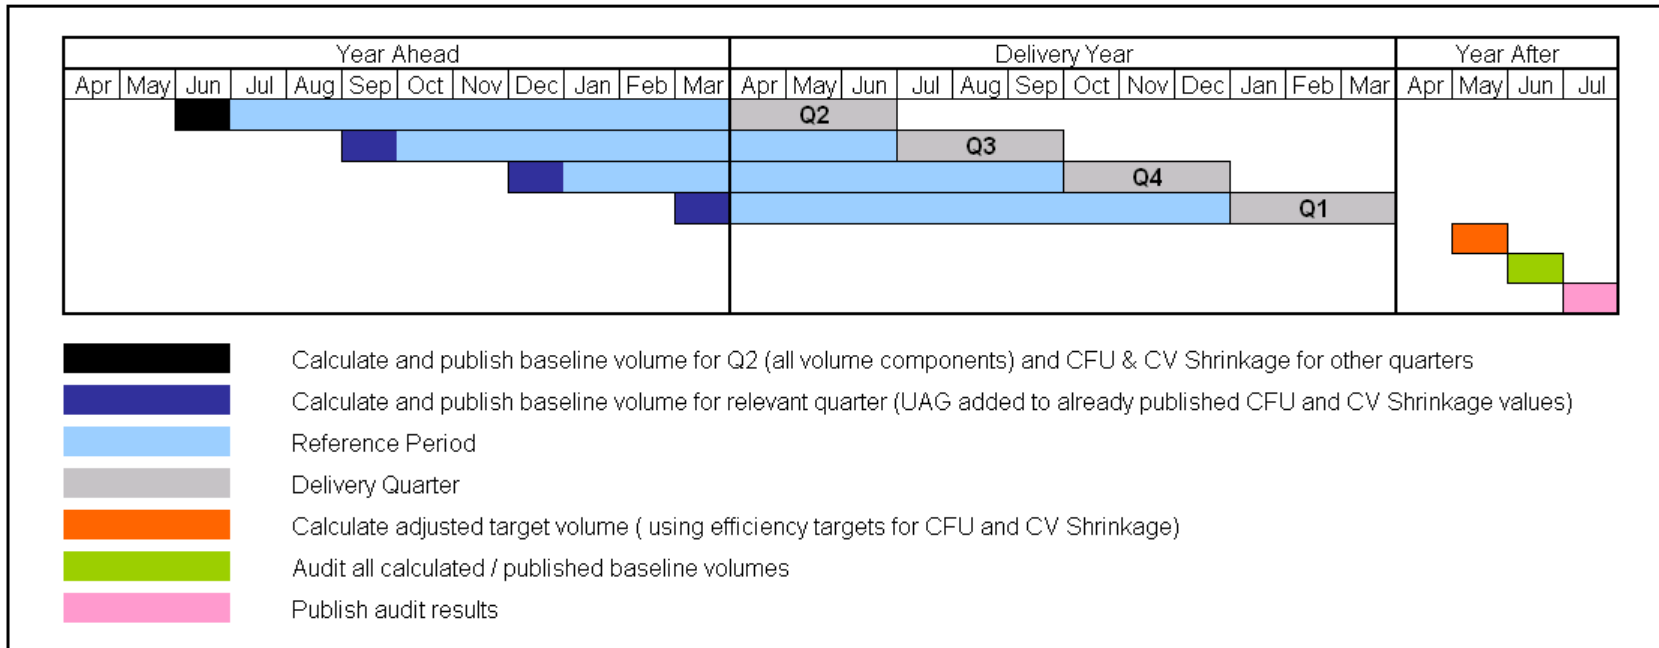 Year Ahead Delivery Year Year After
Apr May Jun Jul Aug Sep Oct Nov Dec Jan Feb Mar Apr May Jun Jul Aug Sep Oct Nov Dec Jan Feb Mar Apr May Jun Jul
Q2
Q3
Q4
Q1
Calculate and publish baseline volume for Q2 (all volume components) and CFU & CV Shrinkage for other quarters
Calculate and publish baseline volume for relevant quarter (UAG added to already published CFU and CV Shrinkage values)
Reference Period
Delivery Quarter
Calculate adjusted target volume ( using efficiency targets for CFU and CV Shrinkage)
Audit all calculated / published baseline volumes
Publish audit results